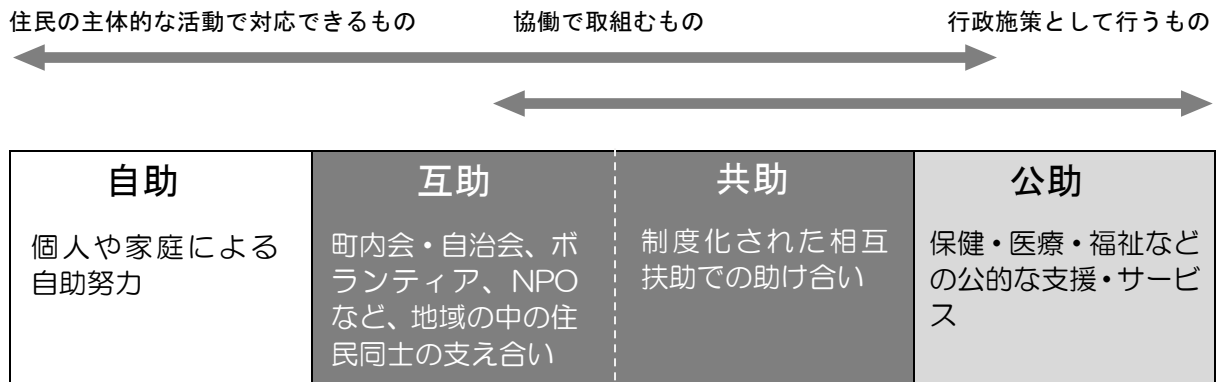 住民の主体的な活動で対応できるもの 協働で取組むもの 行政施策として行うもの
自助
個人や家庭による
自助努力
互助
町内会・自治会、ボ
ランティア、NPO
など、地域の中の住
民同士の支え合い
共助
制度化された相互
扶助での助け合い
公助
保健・医療・福祉など
の公的な支援・サービ
ス